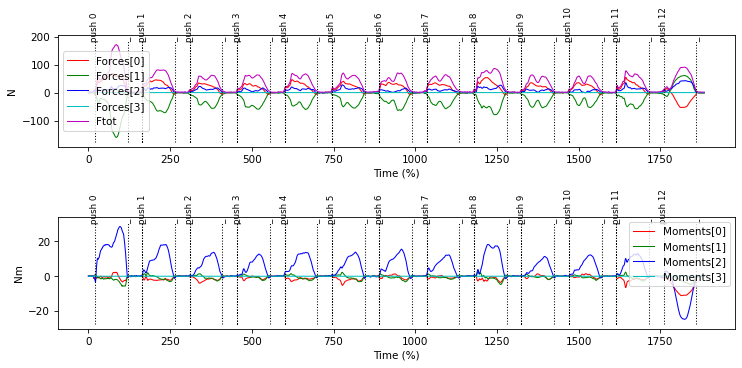 push 0 push 1 push 2 push 3 push 4 push 5 push 6 push 7 push 8 push 9 push 10 push 11 push 12
200
100
0
−100
N
Forces[0]
Forces[1]
Forces[2]
Forces[3]
Ftot
0 250 500 750 1000 1250 1500 1750
Time (%)
push 0 push 1 push 2 push 3 push 4 push 5 push 6 push 7 push 8 push 9 push 10 push 11 push 12
20
0
−20
Nm
Moments[0]
Moments[1]
Moments[2]
Moments[3]
0 250 500 750 1000 1250 1500 1750
Time (%)